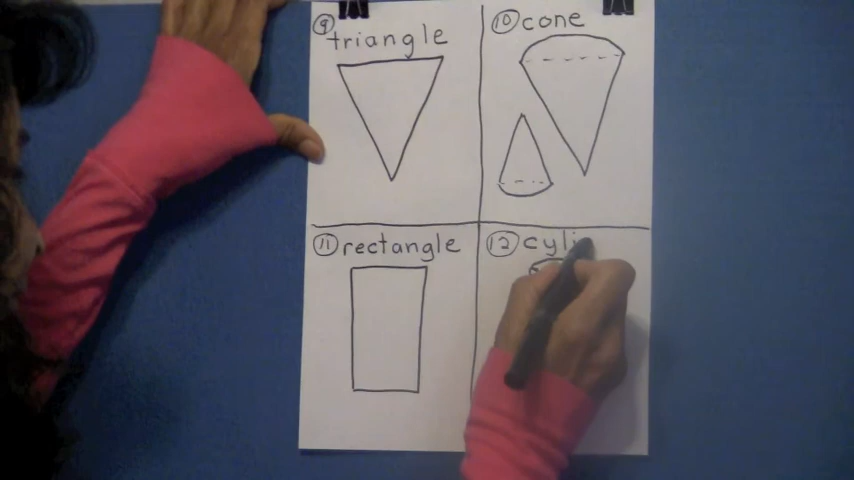 ⑨ triangle
⑩ cone
⑪ rectangle
⑫ cyli